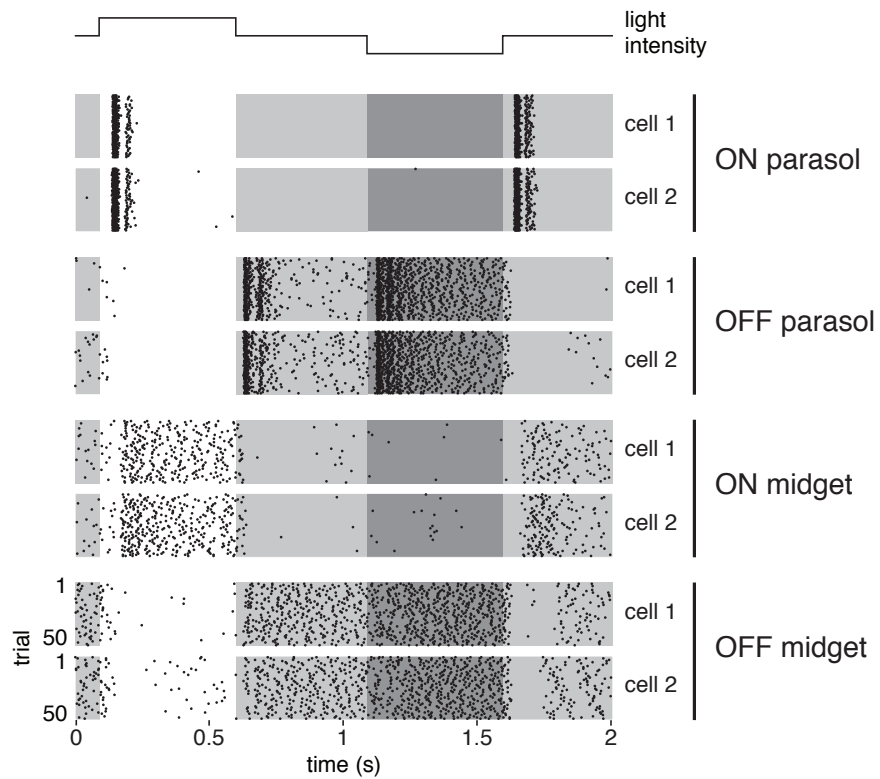 light
intensity
cell 1
ON parasol
cell 2
cell 1
OFF parasol
cell 2
cell 1
ON midget
cell 2
1
cell 1
trial
50
OFF midget
1
cell 2
50
0
0.5
1
1.5
2
time (s)